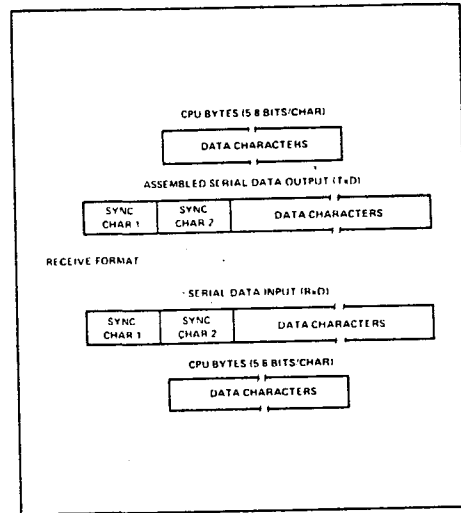 CPU BYTES (5 8 BITS/CHAR)
DATA CHARACTERS
ASSEMBLED SERIAL DATA OUTPUT (TxD)
SYNC CHAR 1
SYNC CHAR 2
DATA CHARACTERS
RECEIVE FORMAT
SERIAL DATA INPUT (RxD)
SYNC CHAR 1
SYNC CHAR 2
DATA CHARACTERS
CPU BYTES (5 8 BITS/CHAR)
DATA CHARACTERS